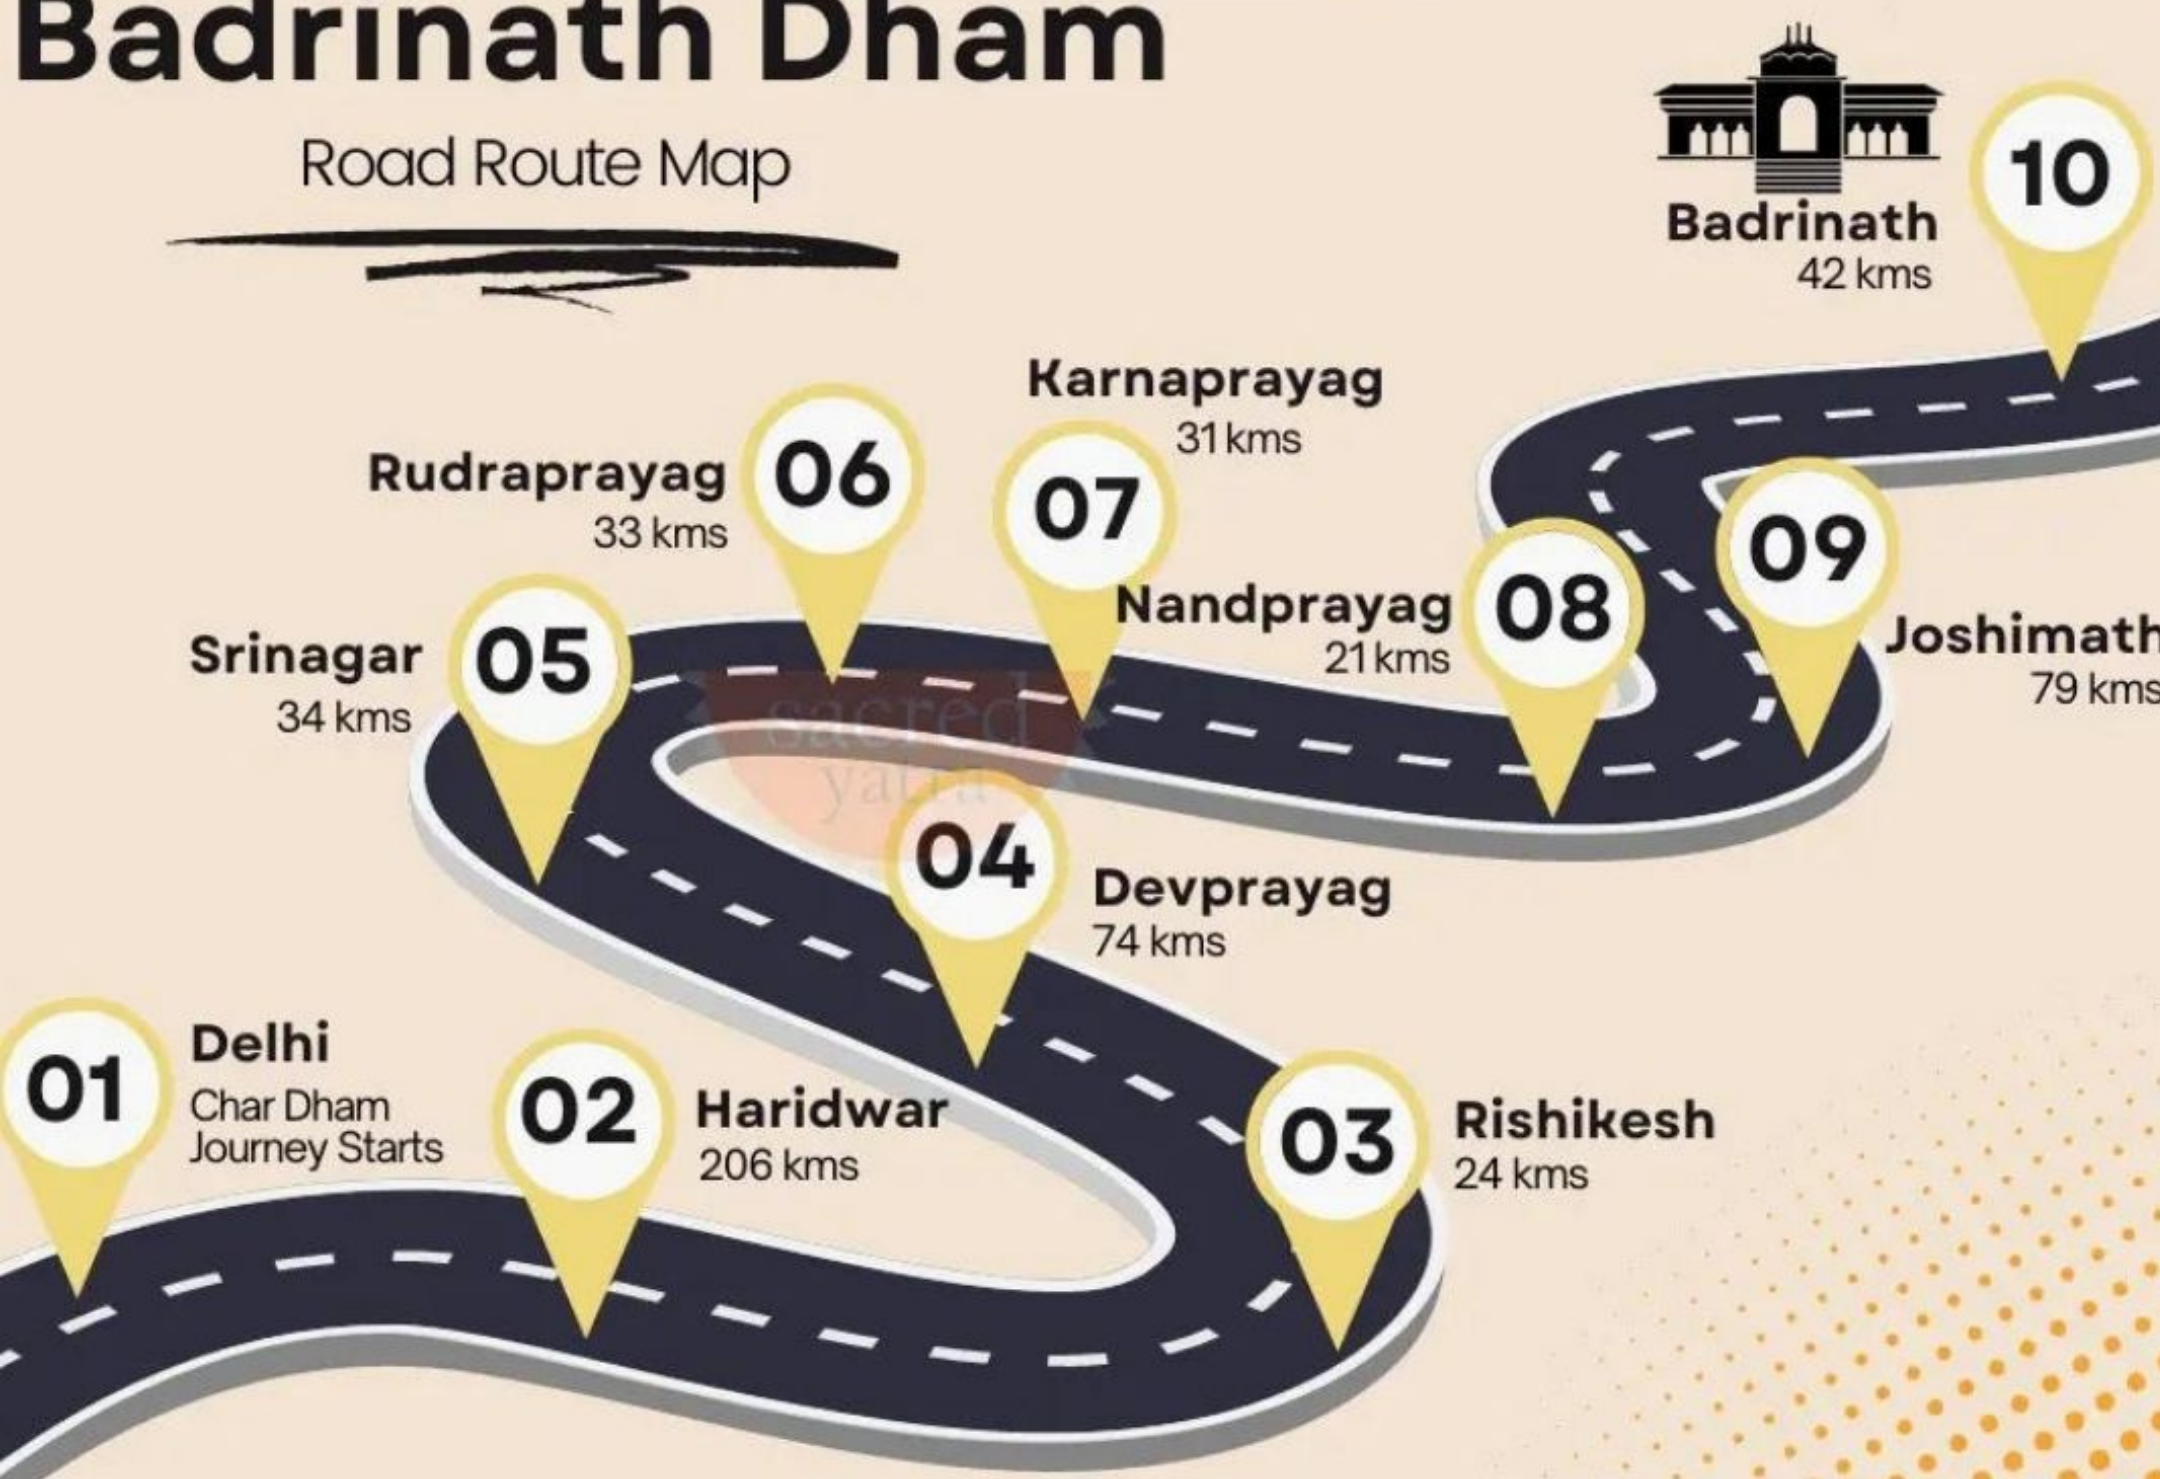 Badrinath Dham
Road Route Map
10
Badrinath
42 kms
Karnaprayag
31 kms
07
06
Rudraprayag
33 kms
09
Joshimath
79 kms
08
Nandprayag
21 kms
05
Srinagar
34 kms
sacred
yatra
04
Devprayag
74 kms
01
Delhi
Char Dham
Journey Starts
02
Haridwar
206 kms
03
Rishikesh
24 kms